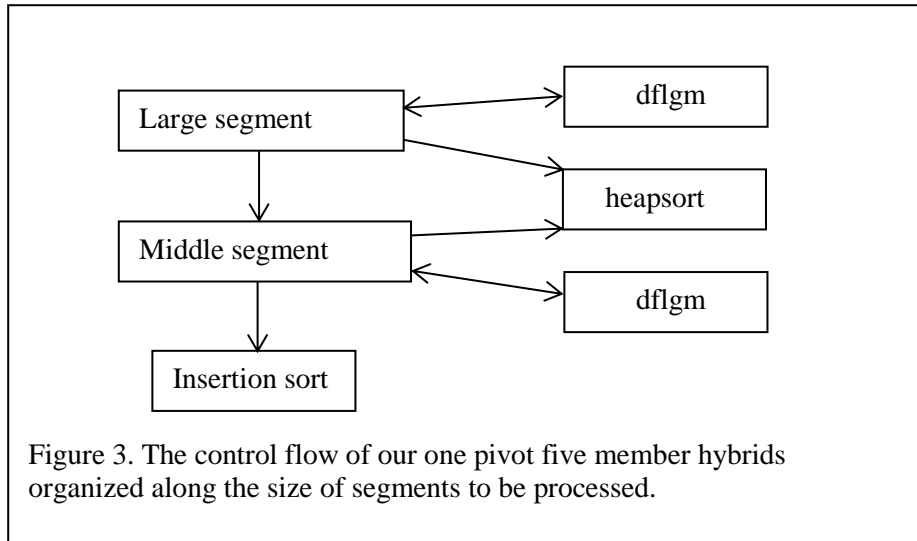 dflgm
Large segment
heapsort
Middle segment
dflgm
Insertion sort
Figure 3. The control flow of our one pivot five member hybrids
organized along the size of segments to be processed.